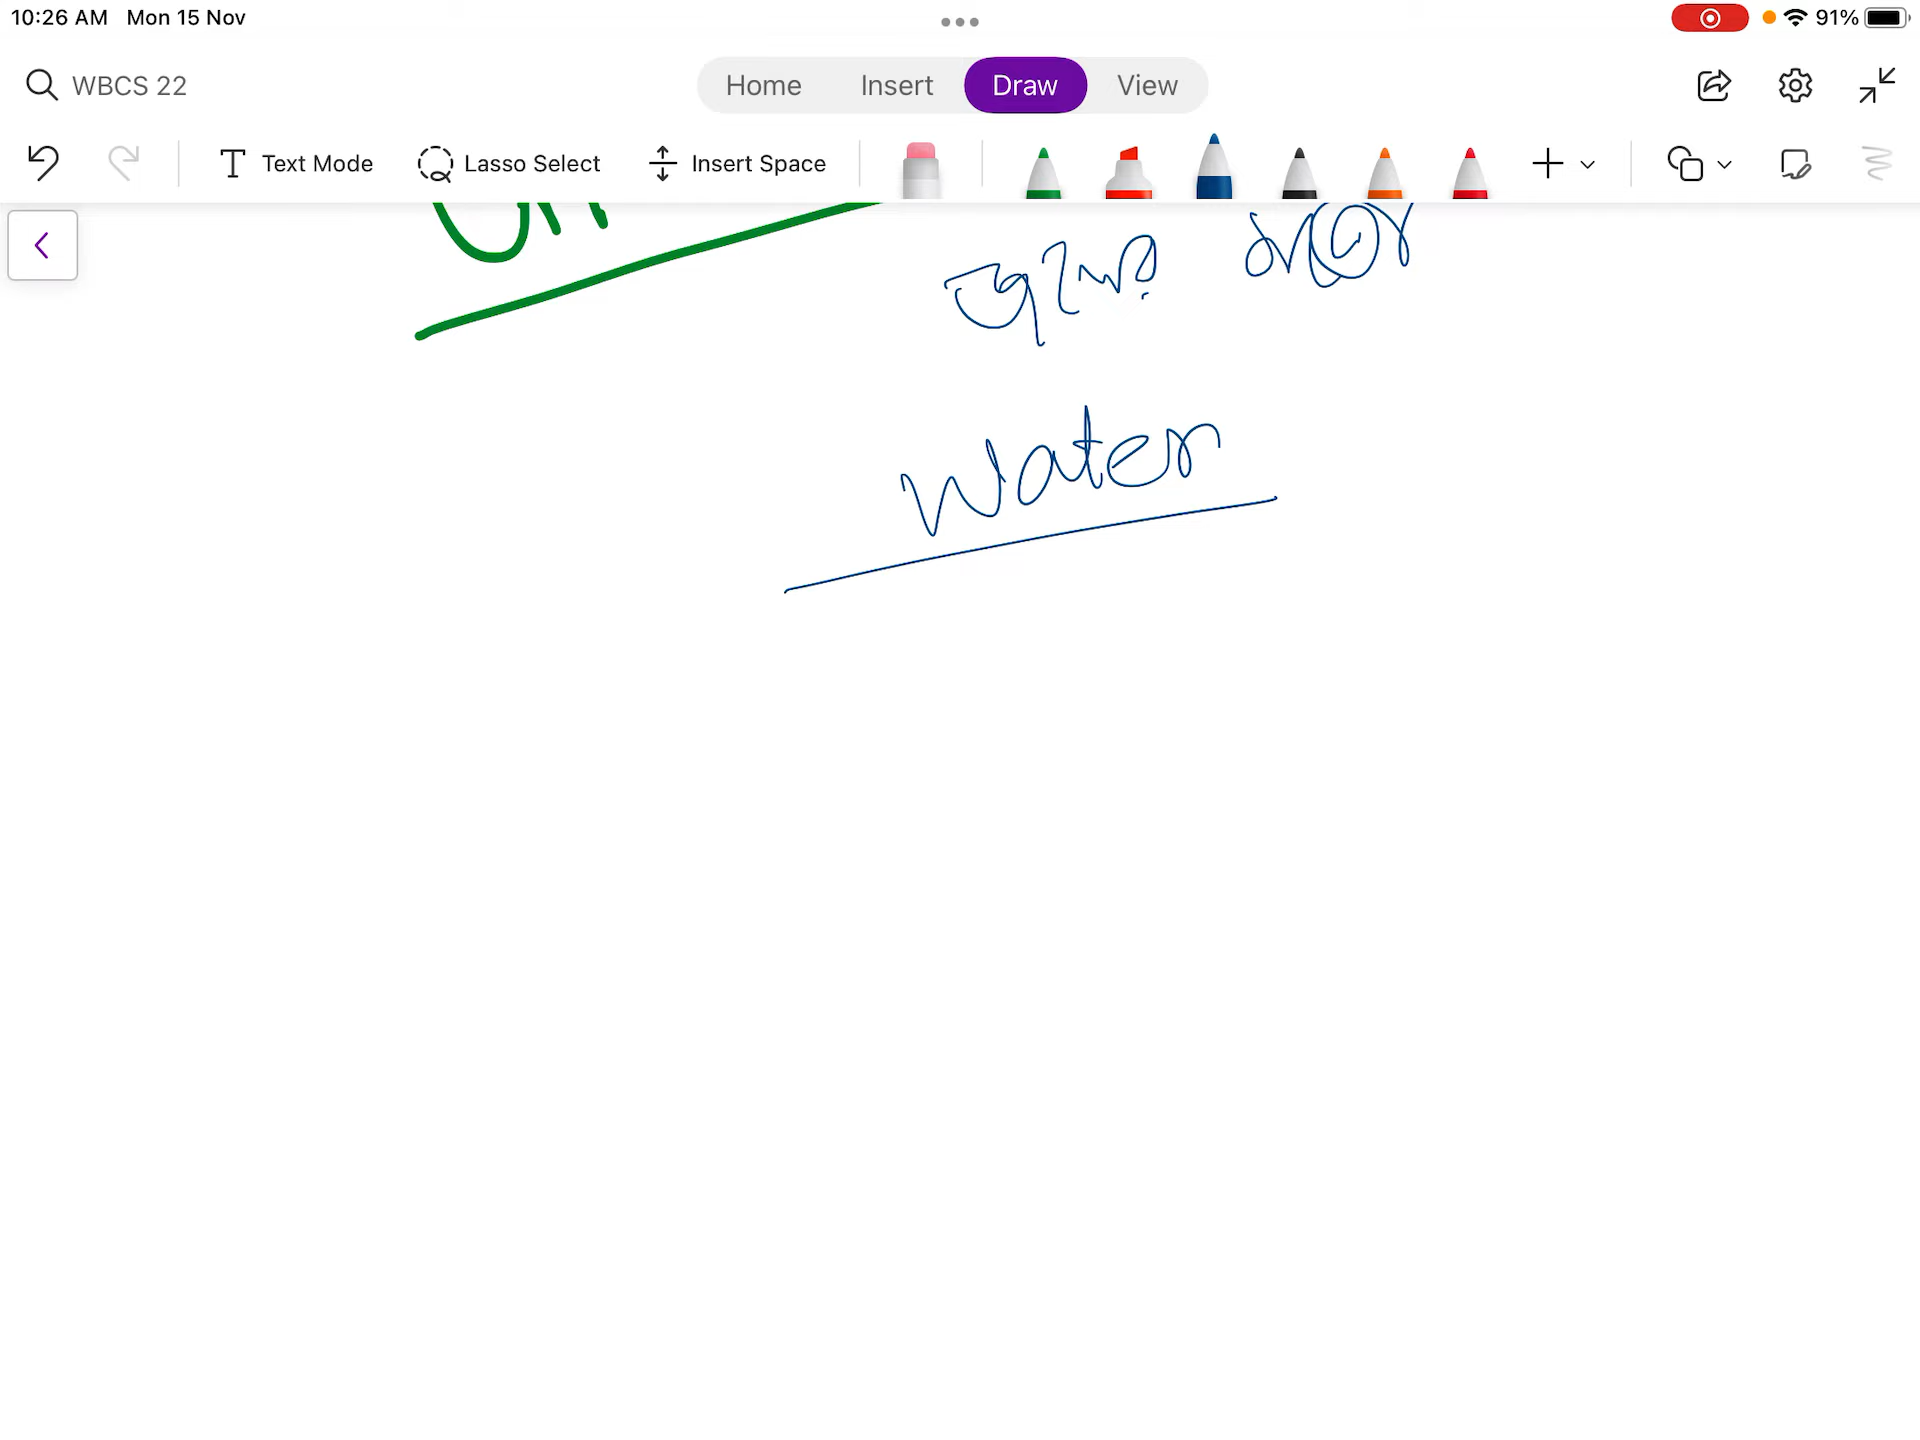 10:26 AM Mon 15 Nov
91%
WBCS 22
Home Insert Draw View
Text Mode Lasso Select Insert Space
Water